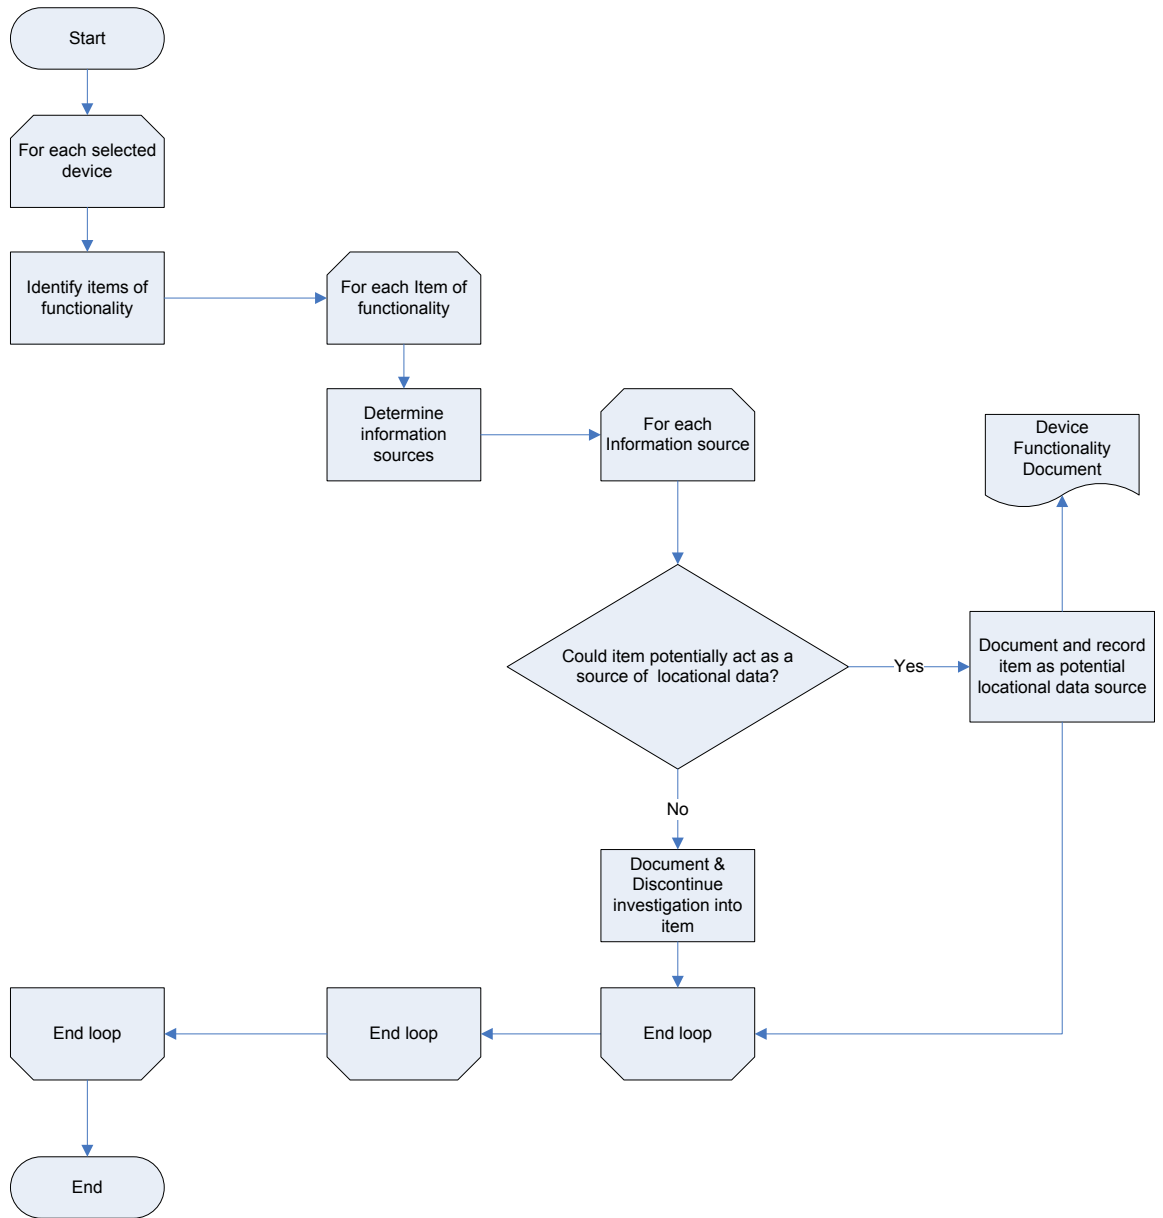 Start
For each selected
device
Identify items of
functionality
For each Item of
functionality
Determine
information
sources
For each
Information source
Device
Functionality
Document
Could item potentially act as a
source of locational data?
Yes
Document and record
item as potential
locational data source
No
Document &
Discontinue
investigation into
item
End loop
End loop
End loop
End